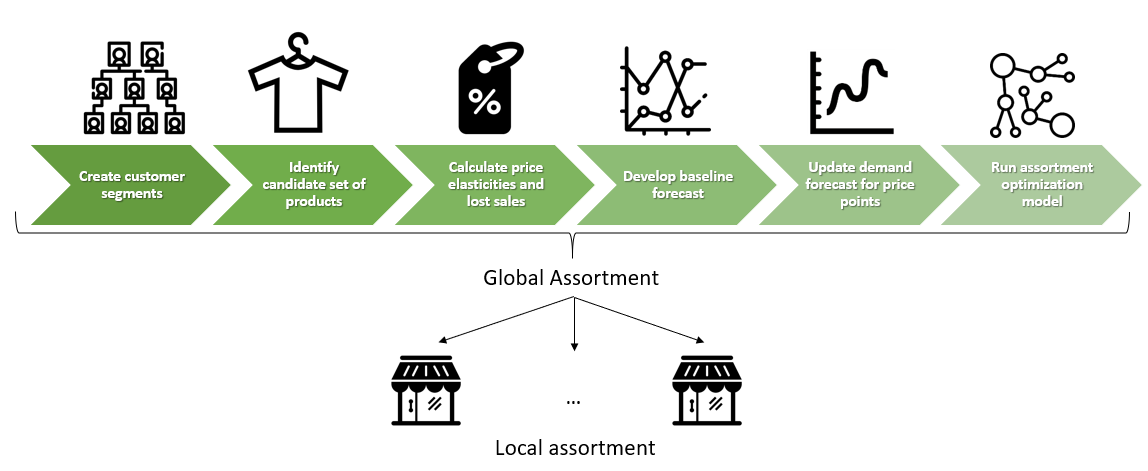 %
Create customer
segments
Identify
candidate set of
products
Calculate price
elasticities and
lost sales
Develop baseline
forecast
Update demand
forecast for price
points
Run assortment
optimization
model
Global Assortment
...
Local assortment